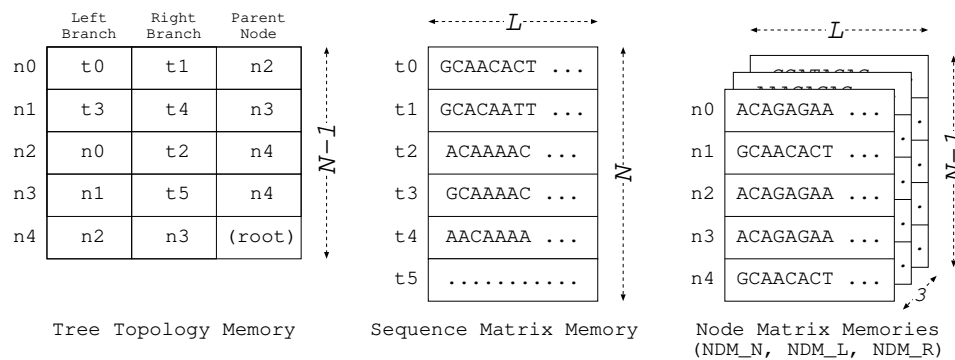 Left Branch Right Branch Parent Node
n0 t0 t1 n2
n1 t3 t4 n3
n2 n0 t2 n4
n3 n1 t5 n4
n4 n2 n3 (root)
N-1
Tree Topology Memory
L
t0 GCAACACT ...
t1 GCACAATT ...
t2 ACAAAAC ...
t3 GCAAAAC ...
t4 AACAAAA ...
t5 ...........
N
Sequence Matrix Memory
L
n0 ACAGAGAA ...
n1 GCAACACT ...
n2 ACAGAGAA ...
n3 ACAGAGAA ...
n4 GCAACACT ...
N-1
3
Node Matrix Memories
(NDM_N, NDM_L, NDM_R)